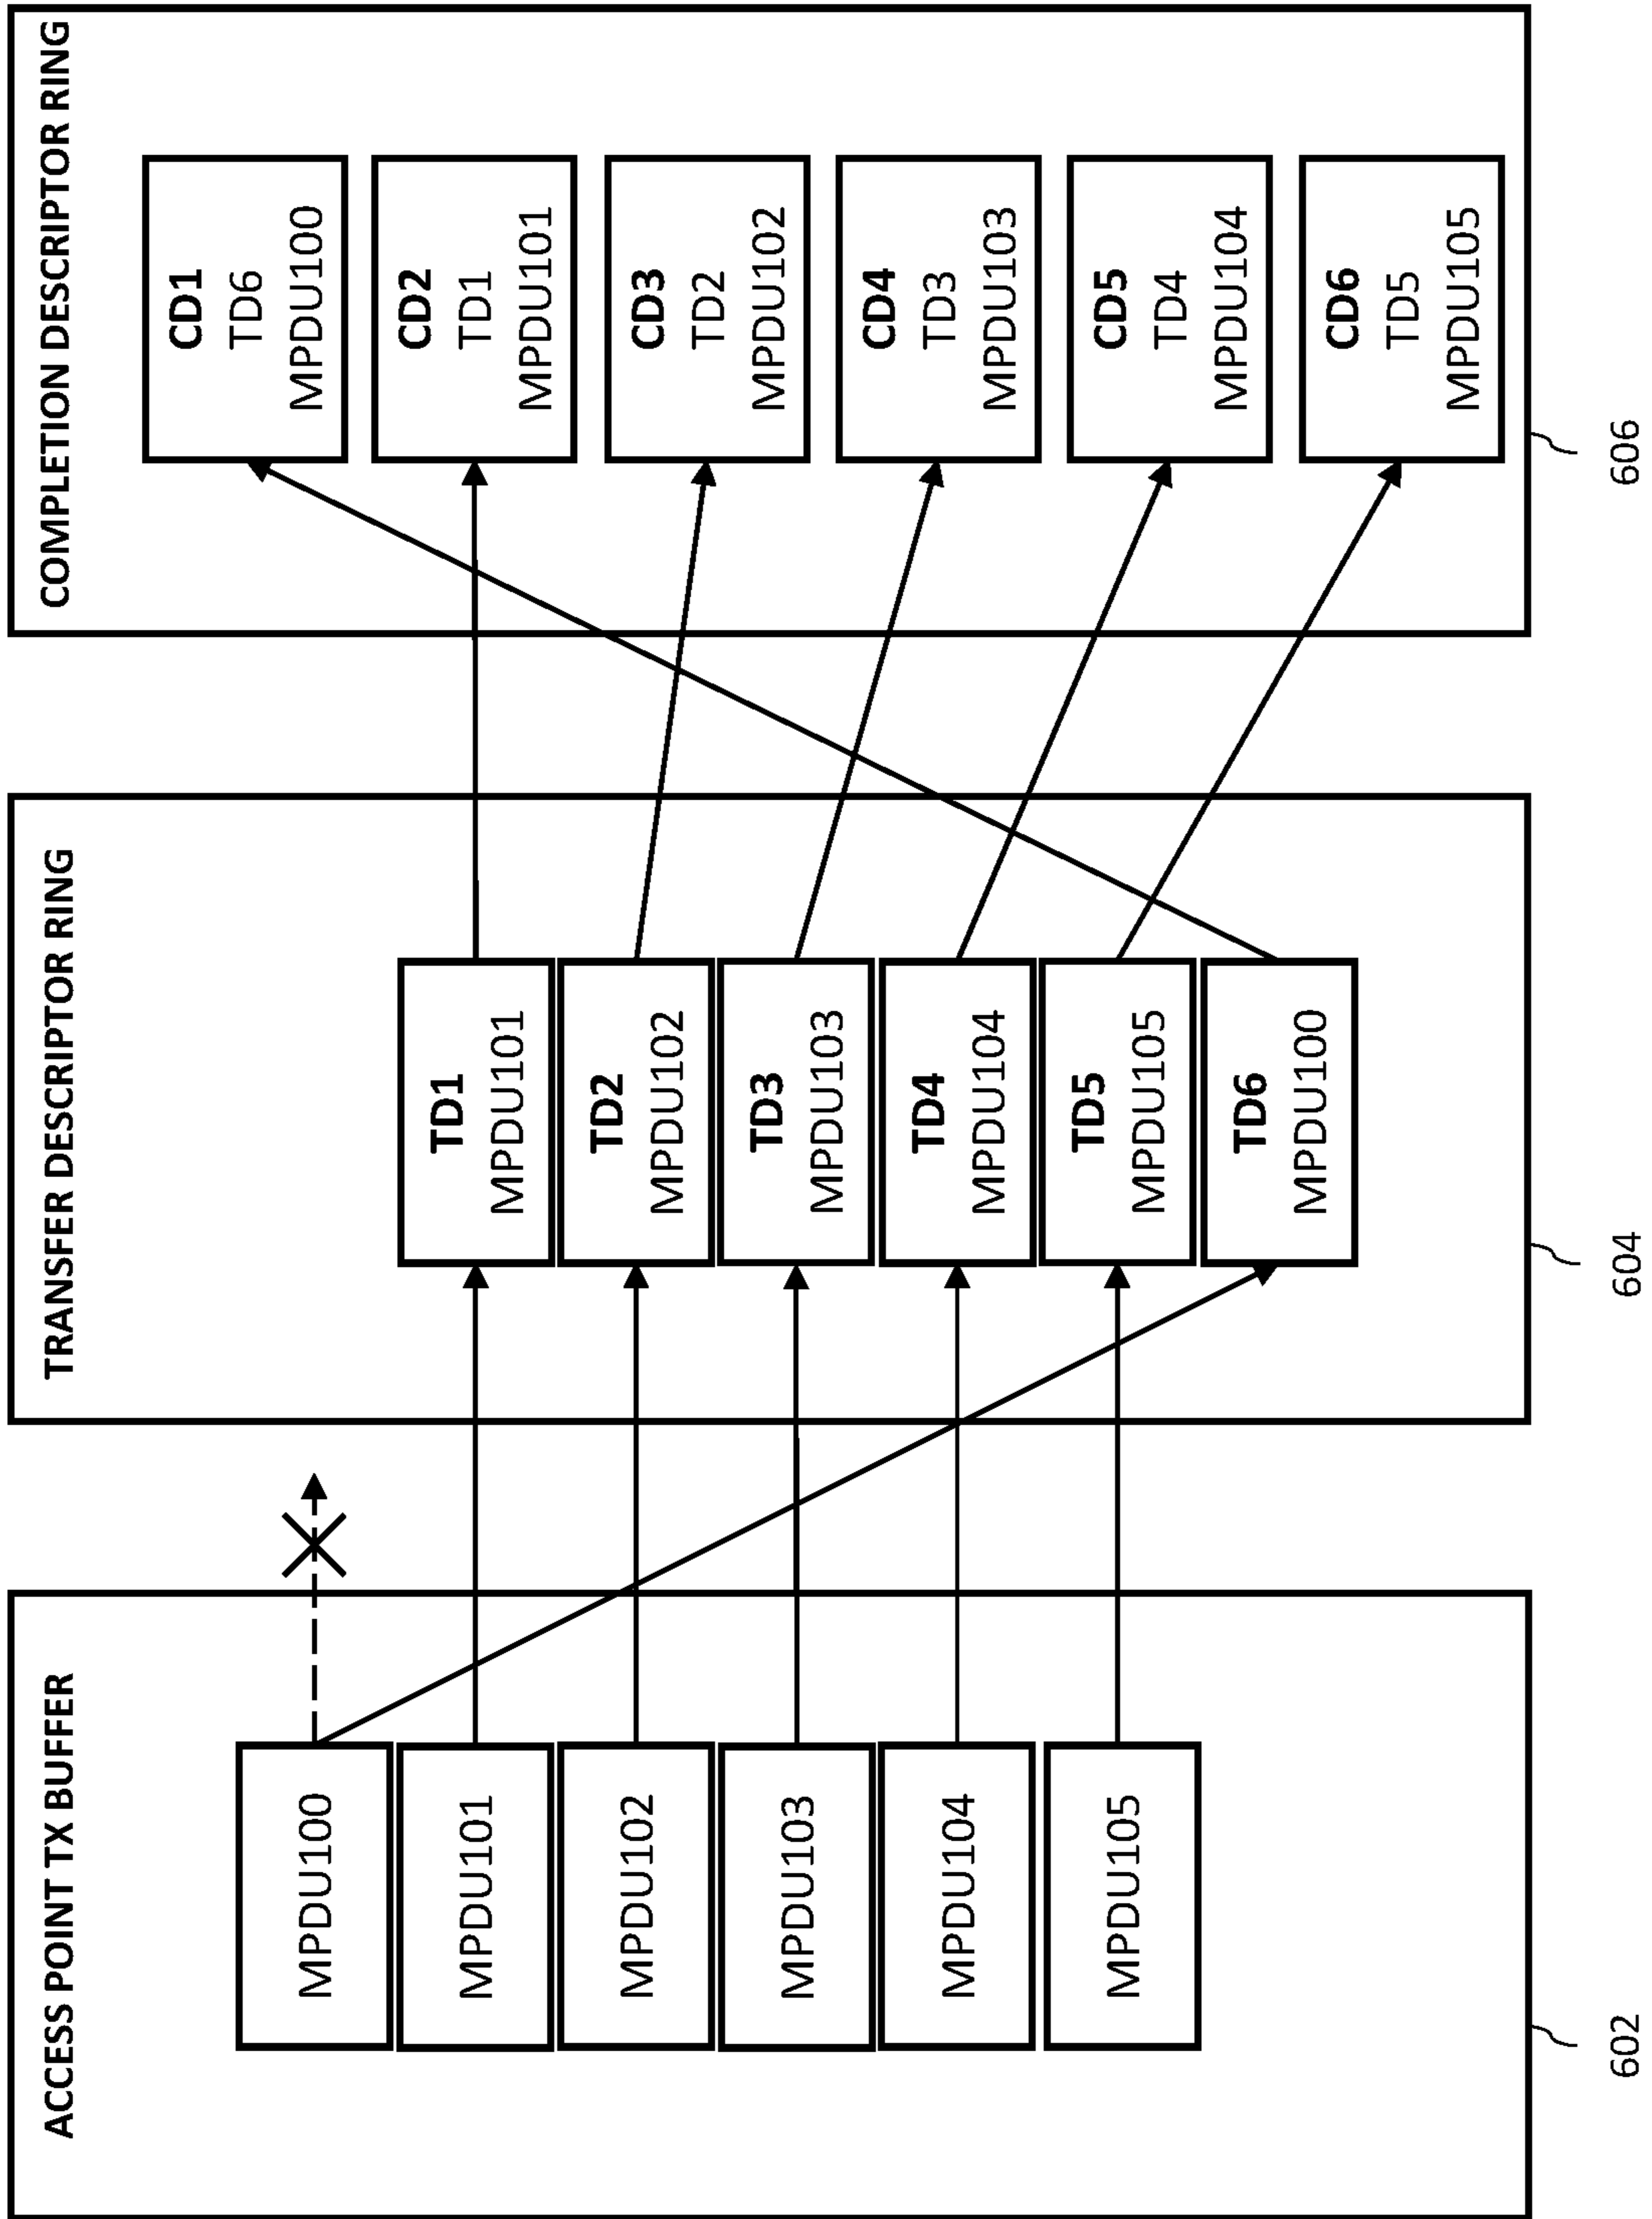 ACCESS POINT TX BUFFER
MPDU100
MPDU101
MPDU102
MPDU103
MPDU104
MPDU105
602
TRANSFER DESCRIPTOR RING
TD1
MPDU101
TD2
MPDU102
TD3
MPDU103
TD4
MPDU104
TD5
MPDU105
TD6
MPDU100
604
COMPLETION DESCRIPTOR RING
CD1
TD6
MPDU100
CD2
TD1
MPDU101
CD3
TD2
MPDU102
CD4
TD3
MPDU103
CD5
TD4
MPDU104
CD6
TD5
MPDU105
606